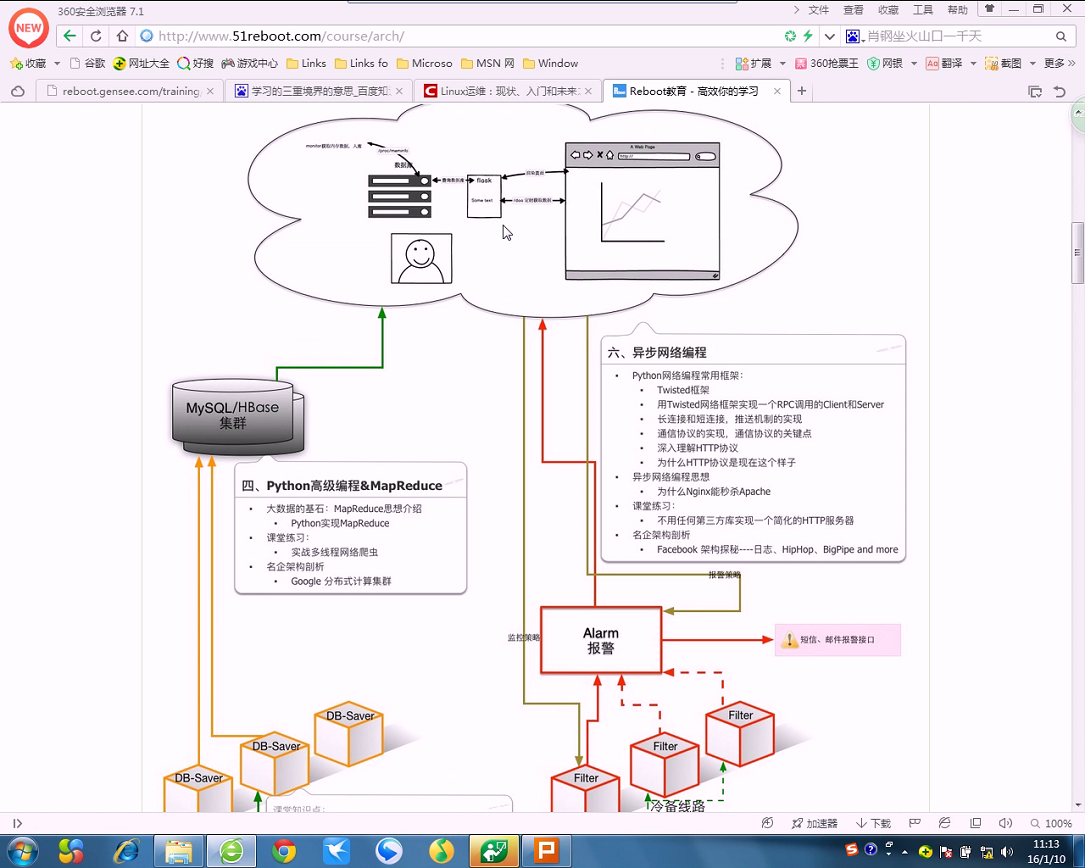 360安全浏览器 7.1
文件 查看 收藏 工具 帮助
NEW
http://www.51reboot.com/course/arch/
肖钢坐火山口一千天
收藏 谷歌 网址大全 好搜 游戏中心 Links Links fo Microso MSN 网 Window
扩展 360抢票王 网银 翻译 截图 更多 »
reboot.gensee.com/training
学习的三重境界的意思_百度知
Linux运维：现状、入门和未来
Reboot教育 - 高效你的学习
monitor获取内存数据，入库
/proc/meminfo
数据库
查询数据库
flask
Some text
A Web Page
http://
MySQL/HBase
集群
六、异步网络编程
Python网络编程常用框架：
Twisted框架
用Twisted网络框架实现一个RPC调用的Client和Server
长连接和短连接，推送机制的实现
通信协议的实现，通信协议的关键点
深入理解HTTP协议
为什么HTTP协议是现在这个样子
异步网络编程思想
为什么Nginx能秒杀Apache
课堂练习：
不用任何第三方库实现一个简化的HTTP服务器
名企架构剖析
Facebook 架构探秘----日志、HipHop、BigPipe and more
四、Python高级编程&MapReduce
大数据的基石：MapReduce思想介绍
Python实现MapReduce
课堂练习：
实战多线程网络爬虫
名企架构剖析
Google 分布式计算集群
报警策略
监控策略
Alarm
报警
短信、邮件报警接口
DB-Saver
DB-Saver
DB-Saver
Filter
Filter
Filter
冷备线路
课堂知识点：
加速器 下载 100%
11:13
16/1/10